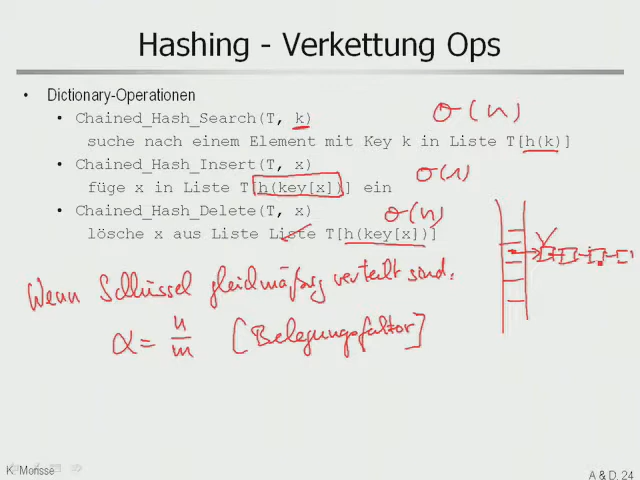 Hashing - Verkettung Ops
• Dictionary-Operationen
• Chained_Hash_Search(T, k) O(n)
suche nach einem Element mit Key k in Liste T[h(k)]
• Chained_Hash_Insert(T, x) O(1)
füge x in Liste T[h(key[x])] ein
• Chained_Hash_Delete(T, x) O(n)
lösche x aus Liste Liste T[h(key[x])]
Wenn Schlüssel gleichmäßig verteilt sind:
α = n/m [Belegungsfaktor]
K. Morisse
A & D. 24